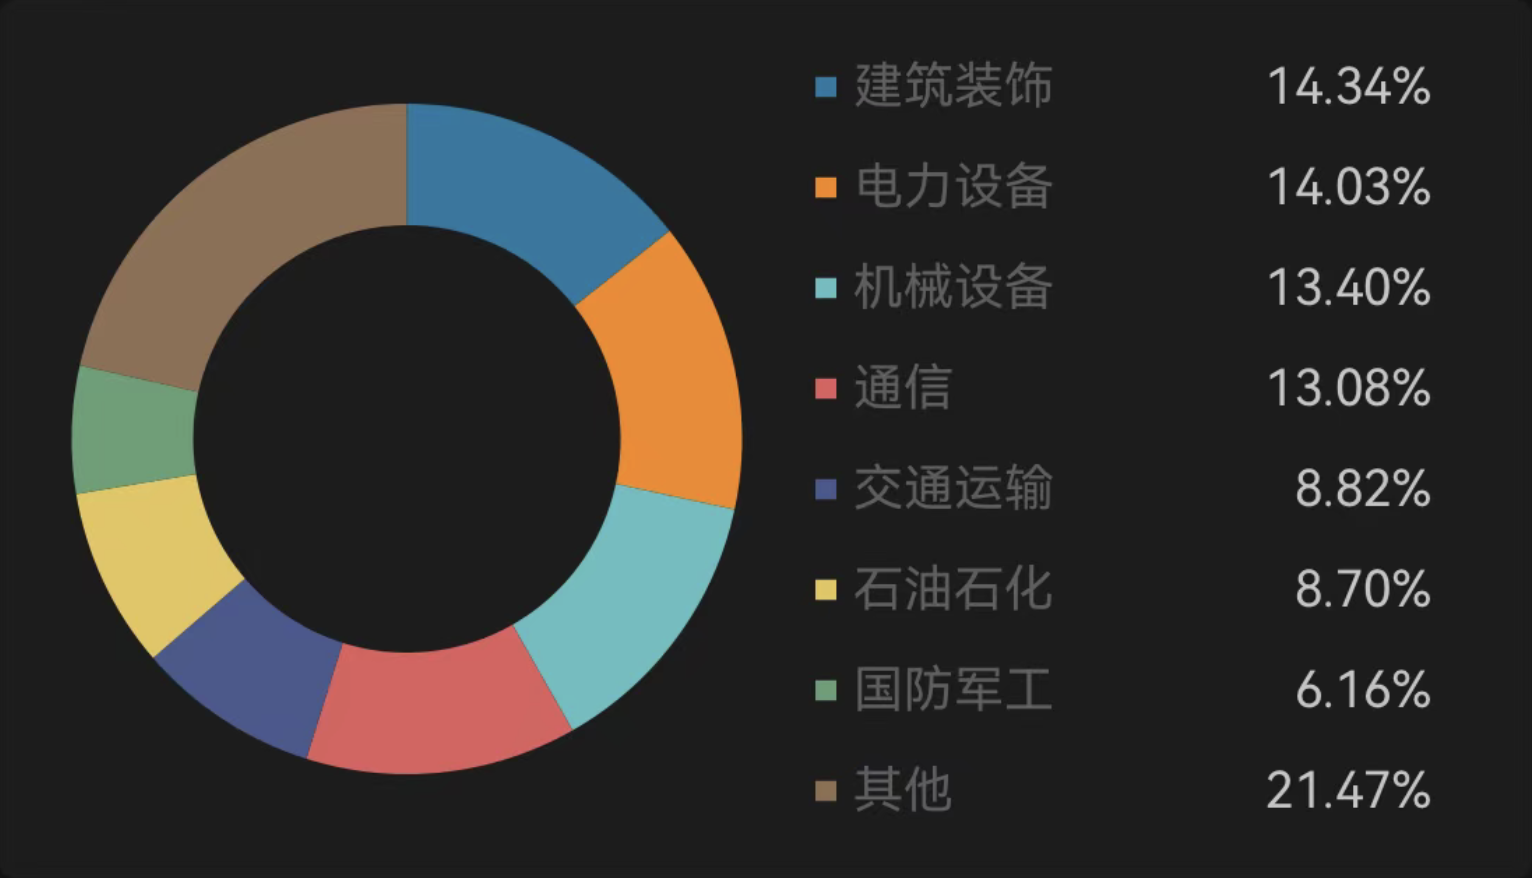 建筑装饰 14.34%
电力设备 14.03%
机械设备 13.40%
通信 13.08%
交通运输 8.82%
石油石化 8.70%
国防军工 6.16%
其他 21.47%